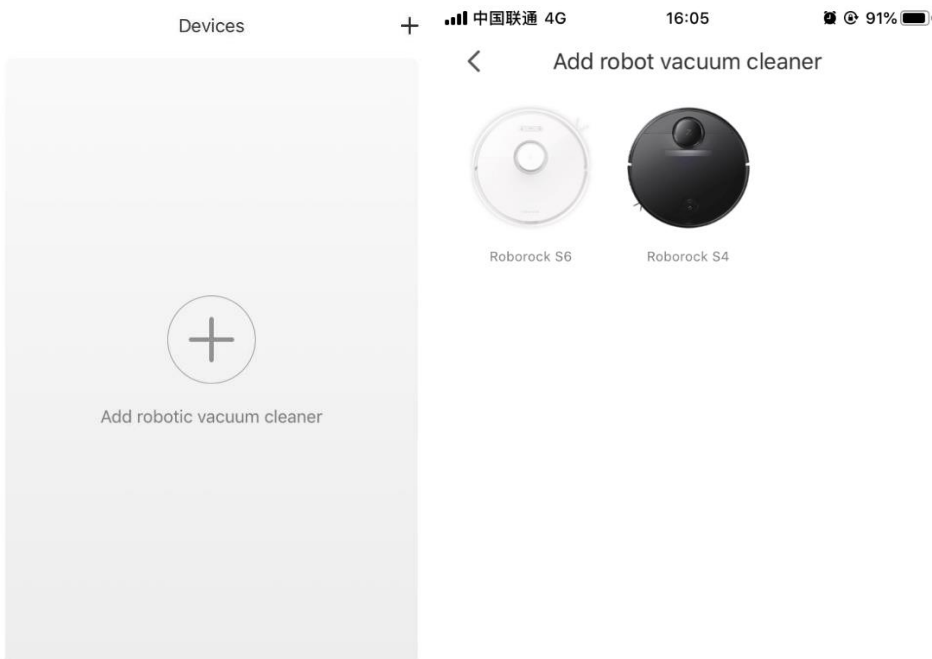 Devices
Add robotic vacuum cleaner
中国联通 4G
16:05
91%
Add robot vacuum cleaner
Roborock S6
Roborock S4